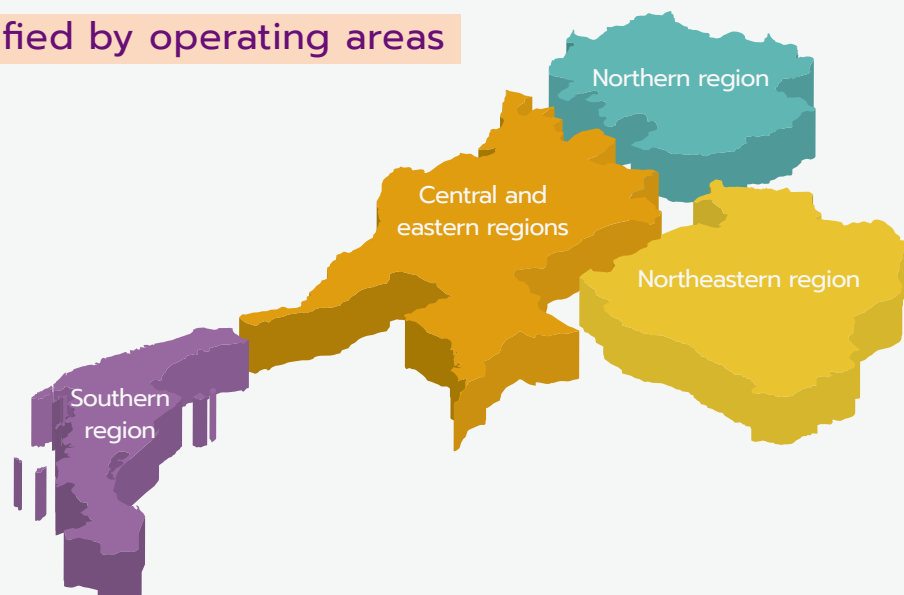 fied by operating areas
Northern region
Central and
eastern regions
Northeastern region
Southern
region